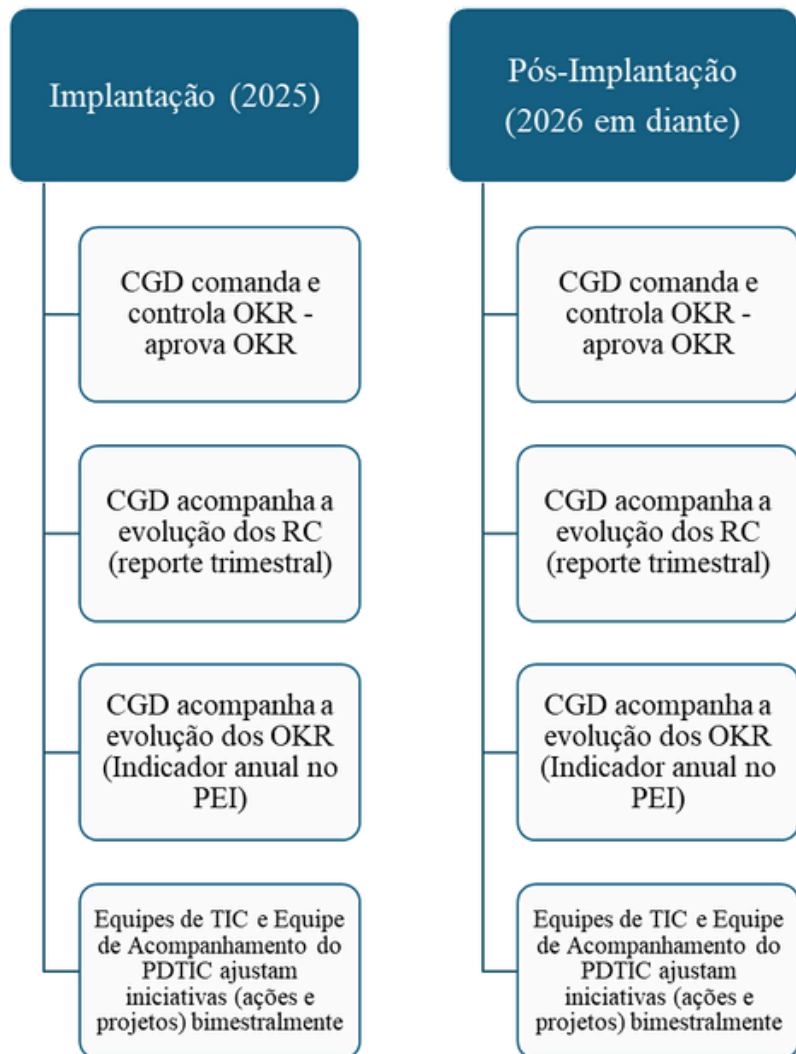 Implantação (2025)
CGD comanda e
controla OKR -
aprova OKR
CGD acompanha a
evolução dos RC
(reporte trimestral)
CGD acompanha a
evolução dos OKR
(Indicador anual no
PEI)
Equipes de TIC e Equipe
de Acompanhamento do
PDTIC ajustam
iniciativas (ações e
projetos) bimestralmente
Pós-Implantação
(2026 em diante)
CGD comanda e
controla OKR -
aprova OKR
CGD acompanha a
evolução dos RC
(reporte trimestral)
CGD acompanha a
evolução dos OKR
(Indicador anual no
PEI)
Equipes de TIC e Equipe
de Acompanhamento do
PDTIC ajustam
iniciativas (ações e
projetos) bimestralmente